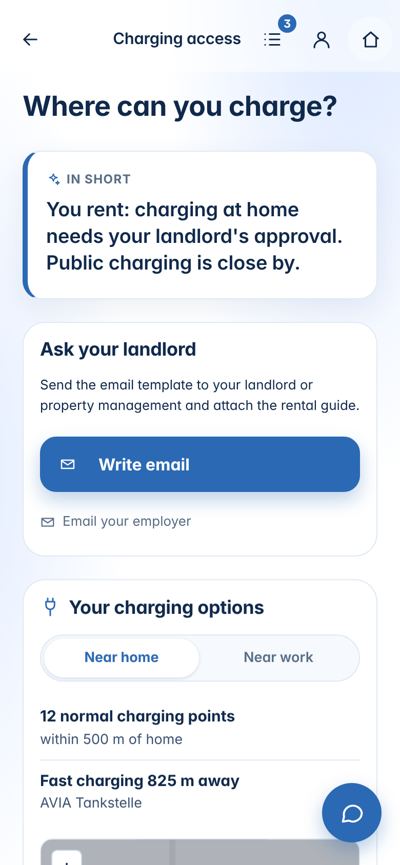 Charging access
3
Where can you charge?
IN SHORT
You rent: charging at home
needs your landlord's approval.
Public charging is close by.
Ask your landlord
Send the email template to your landlord or
property management and attach the rental guide.
Write email
Email your employer
Your charging options
Near home
Near work
12 normal charging points
within 500 m of home
Fast charging 825 m away
AVIA Tankstelle